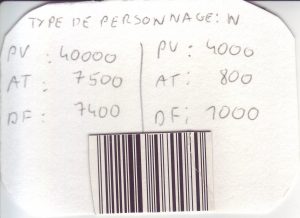 TYPE DE PERSONNAGE: W
PV : 40000 PV : 4000
AT : 7500 AT : 800
DF : 7400 DF : 1000